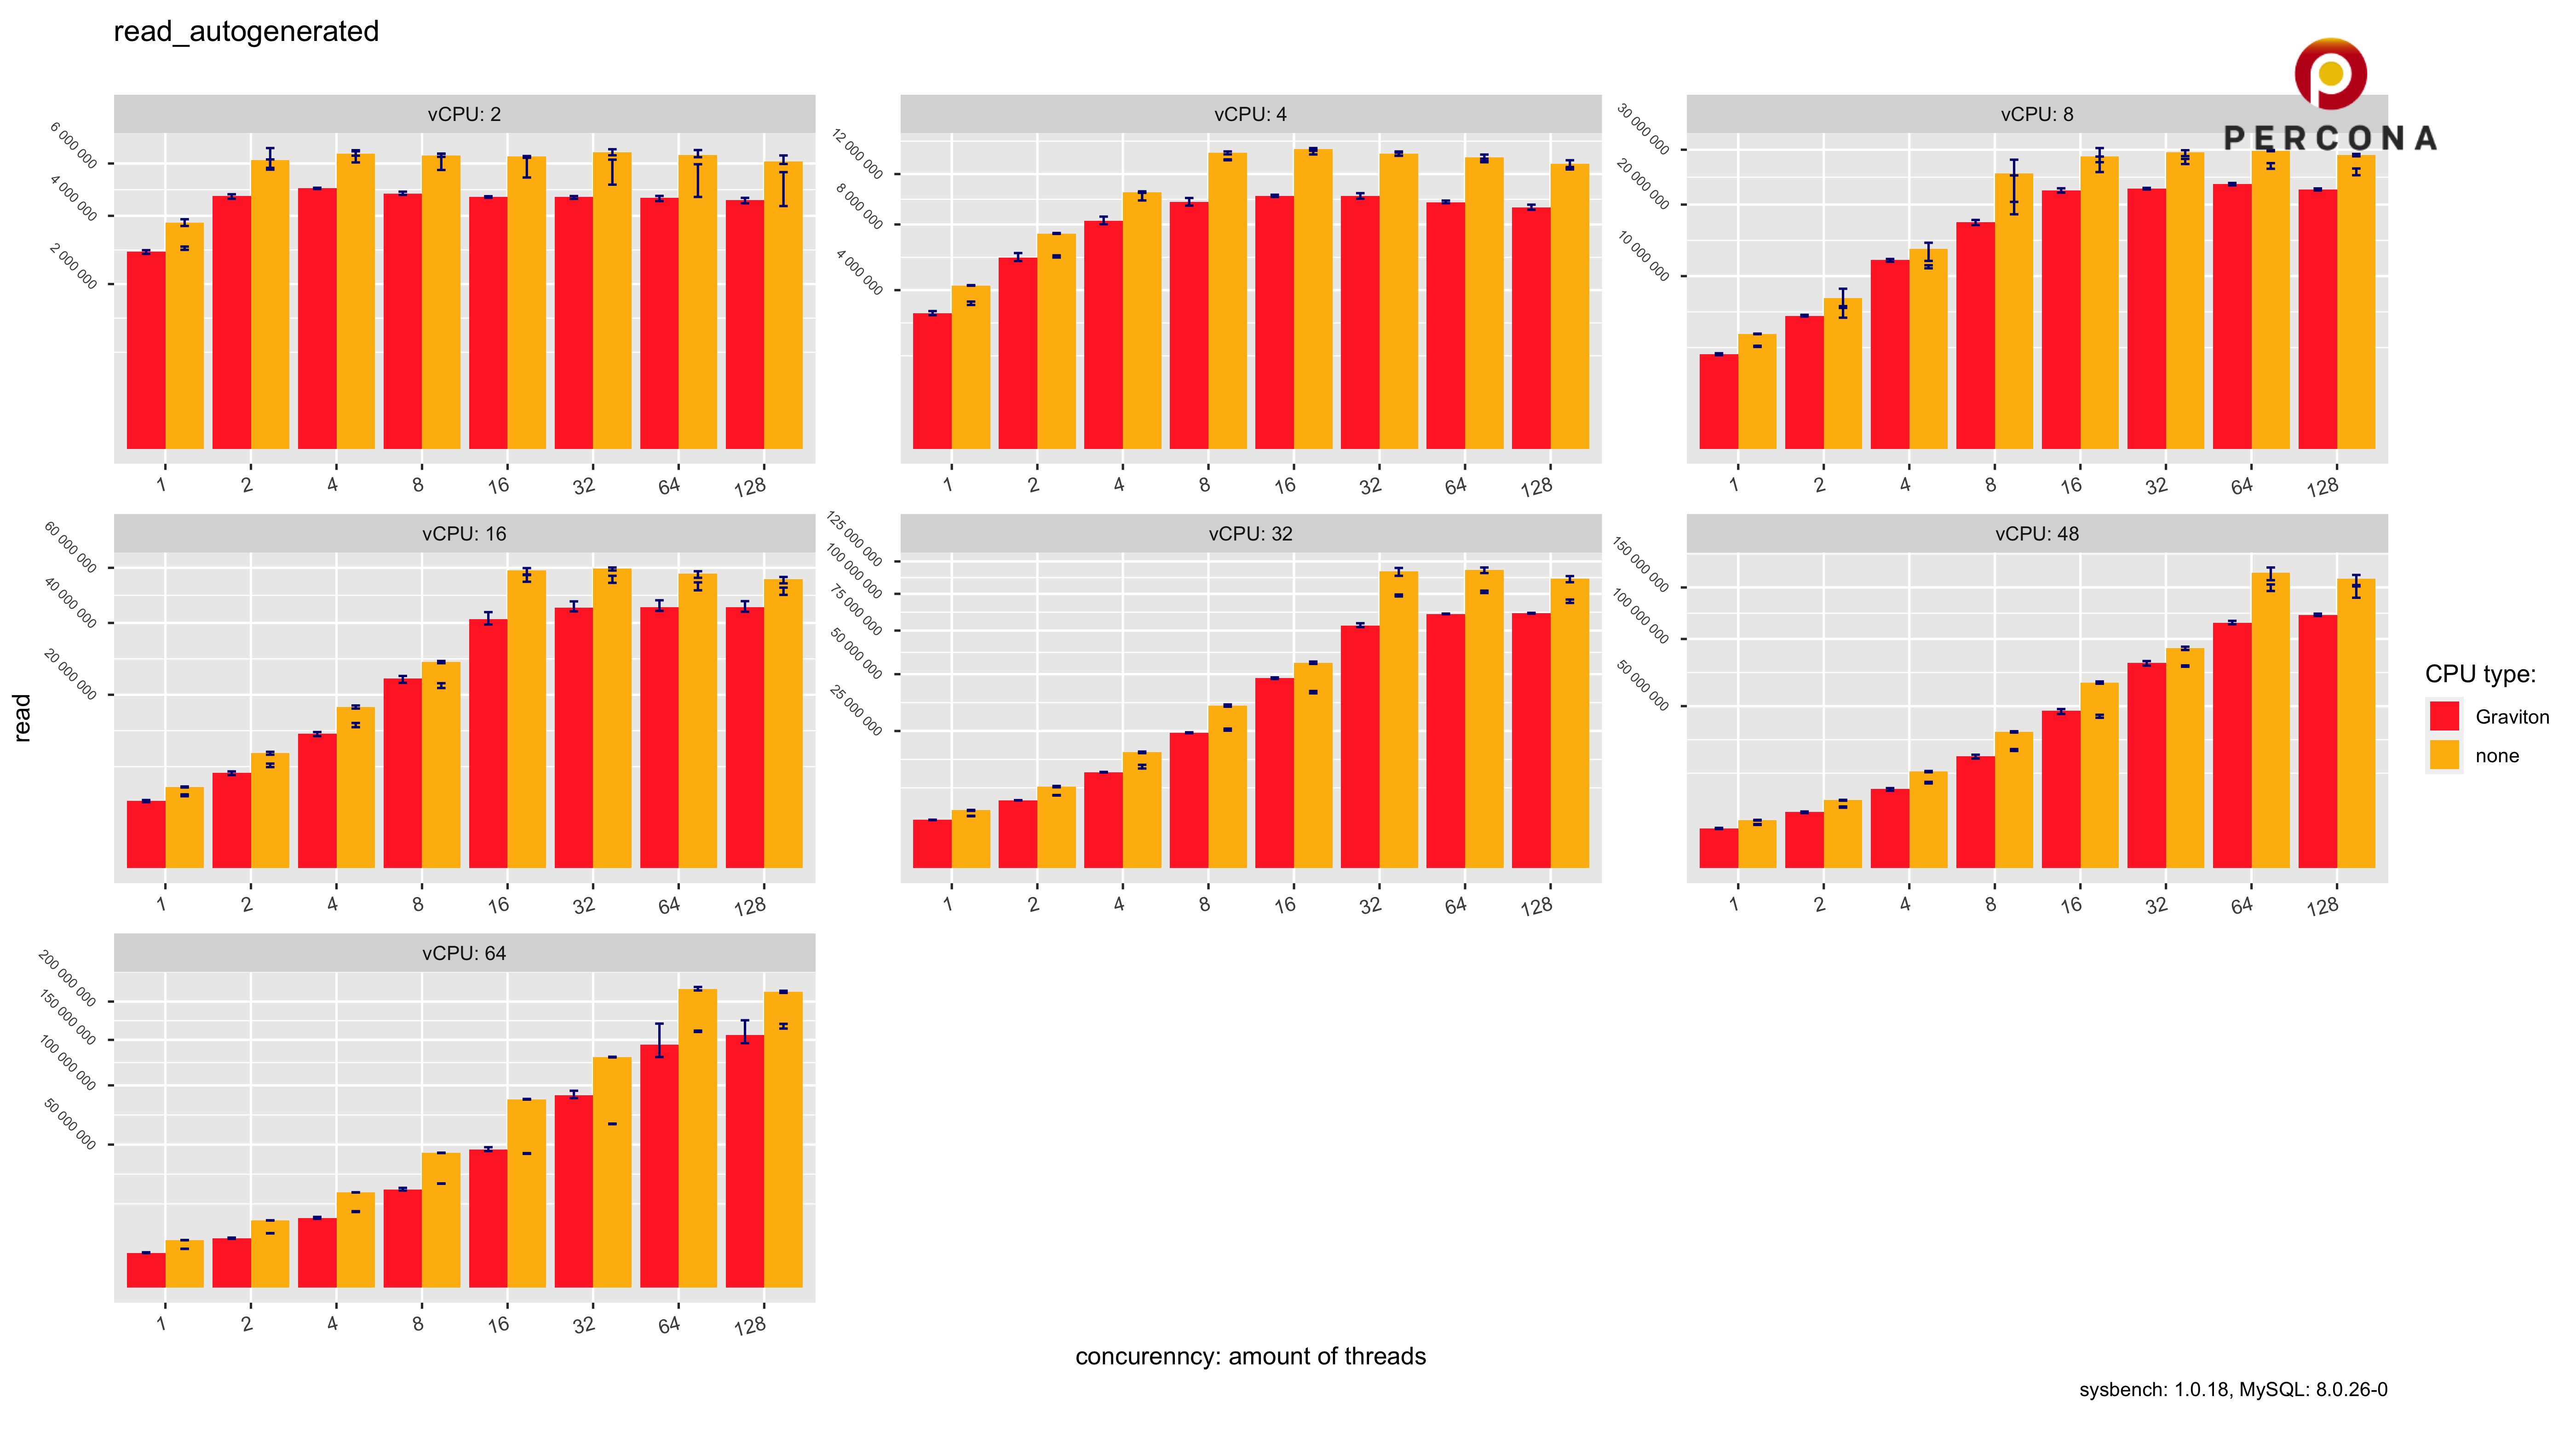 read_autogenerated
PERCONA
vCPU: 2
6 000 000
4 000 000
2 000 000
1 2 4 8 16 32 64 128
vCPU: 4
12 000 000
8 000 000
4 000 000
1 2 4 8 16 32 64 128
vCPU: 8
30 000 000
20 000 000
10 000 000
1 2 4 8 16 32 64 128
vCPU: 16
60 000 000
40 000 000
20 000 000
1 2 4 8 16 32 64 128
vCPU: 32
125 000 000
100 000 000
75 000 000
50 000 000
25 000 000
1 2 4 8 16 32 64 128
vCPU: 48
150 000 000
100 000 000
50 000 000
1 2 4 8 16 32 64 128
vCPU: 64
200 000 000
150 000 000
100 000 000
50 000 000
1 2 4 8 16 32 64 128
read
concurenncy: amount of threads
CPU type:
Graviton
none
sysbench: 1.0.18, MySQL: 8.0.26-0